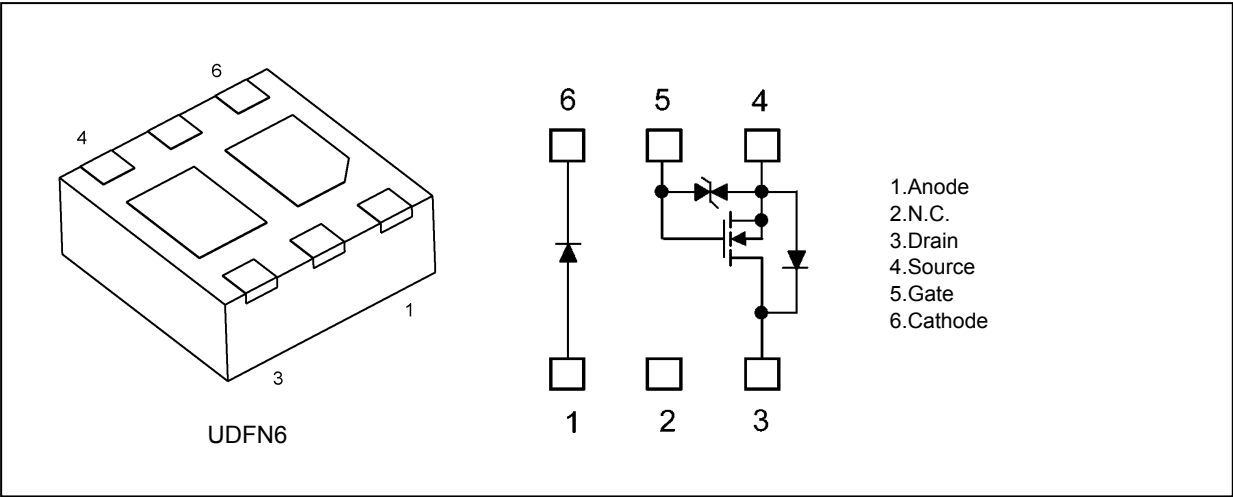 6
4
1
3
UDFN6
6 5 4
1 2 3
1.Anode
2.N.C.
3.Drain
4.Source
5.Gate
6.Cathode